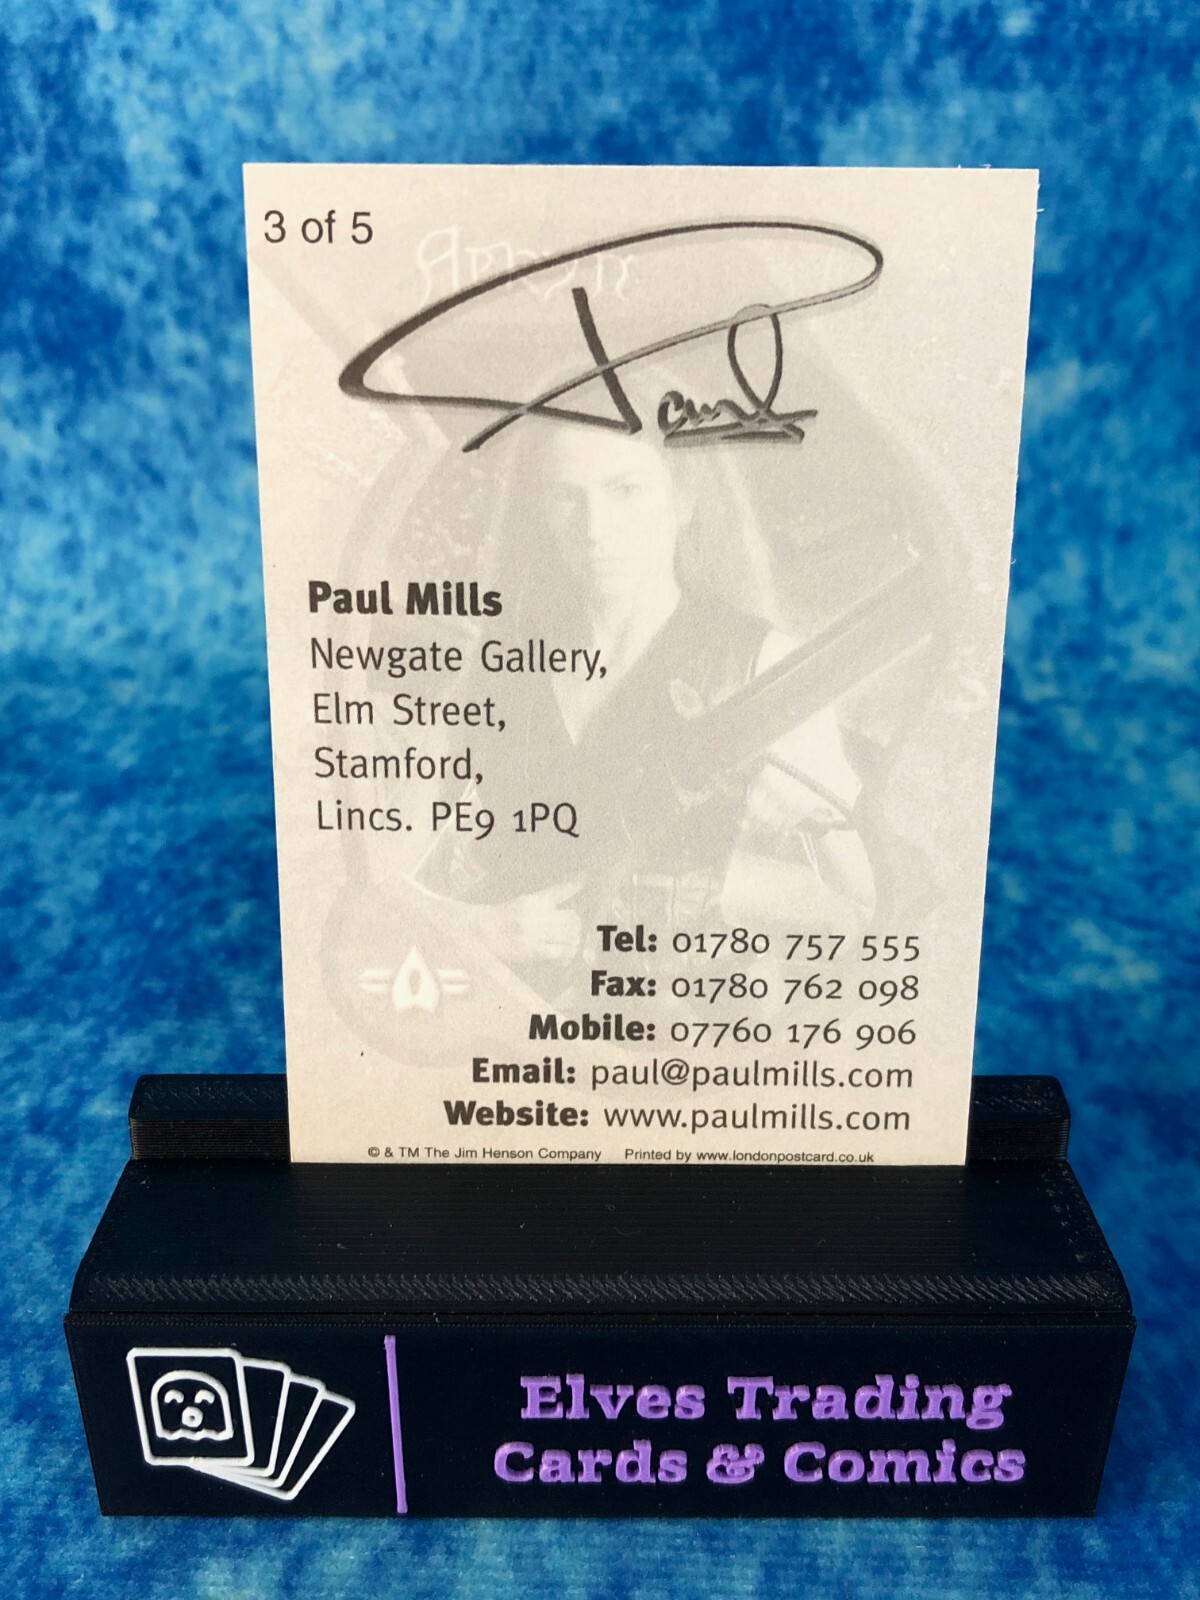 3 of 5
Paul
Paul Mills
Newgate Gallery,
Elm Street,
Stamford,
Lincs. PE9 1PQ
Tel: 01780 757 555
Fax: 01780 762 098
Mobile: 07760 176 906
Email: paul@paulmills.com
Website: www.paulmills.com
© & TM The Jim Henson Company Printed by www.londonpostcard.co.uk
Elves Trading
Cards & Comics